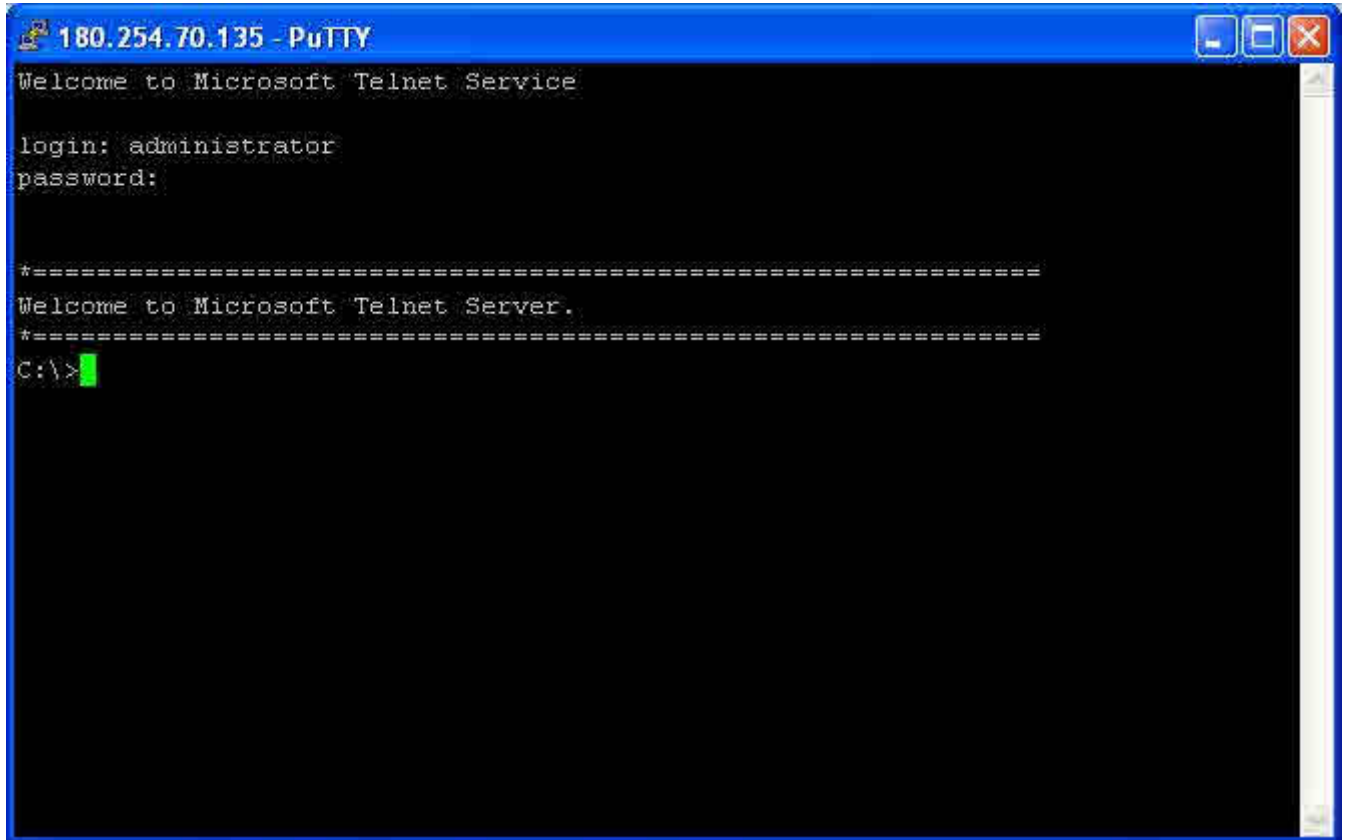 180.254.70.135 - PuTTY
Welcome to Microsoft Telnet Service
login: administrator
password:
*===============================================================
Welcome to Microsoft Telnet Server.
*===============================================================
C:\>